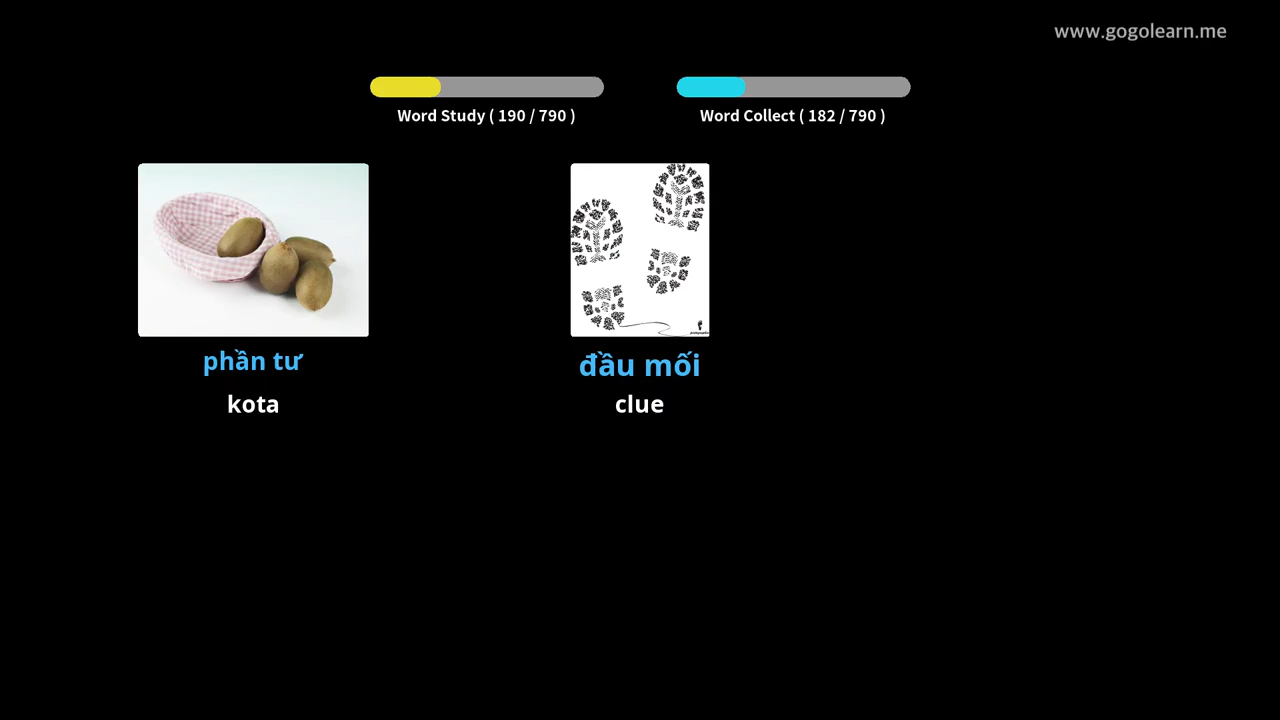 www.gogolearn.me
Word Study ( 190 / 790 )
Word Collect ( 182 / 790 )
phần tư
kota
đầu mối
clue